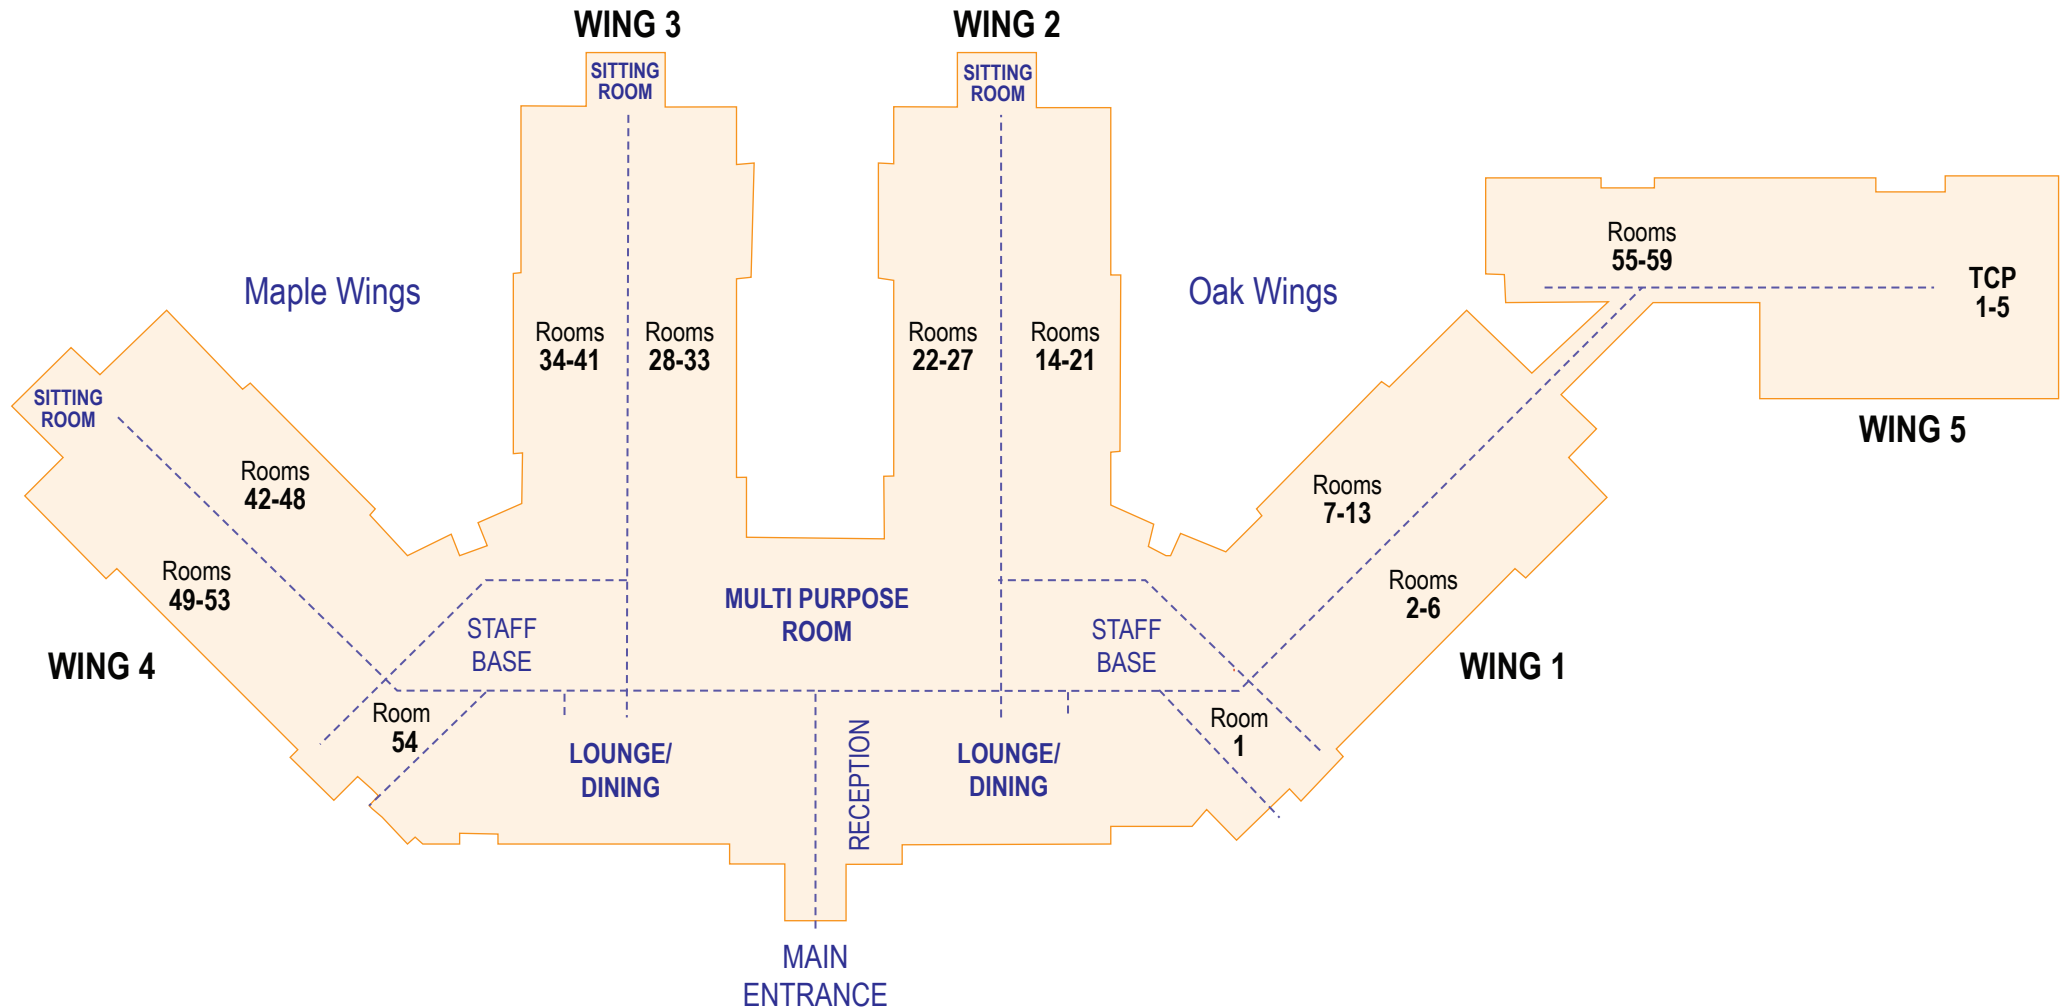 WING 3
WING 2
SITTING
ROOM
SITTING
ROOM
Maple Wings
Oak Wings
Rooms
55-59
TCP
1-5
WING 5
Rooms
34-41
Rooms
28-33
Rooms
22-27
Rooms
14-21
SITTING
ROOM
Rooms
42-48
Rooms
7-13
Rooms
49-53
Rooms
2-6
MULTI PURPOSE
ROOM
STAFF
BASE
STAFF
BASE
WING 4
WING 1
Room
54
Room
1
LOUNGE/
DINING
RECEPTION
LOUNGE/
DINING
MAIN
ENTRANCE